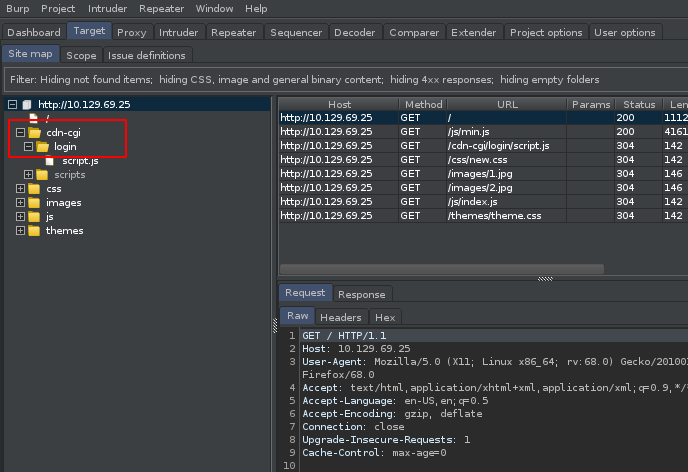 Burp Project Intruder Repeater Window Help
Dashboard Target Proxy Intruder Repeater Sequencer Decoder Comparer Extender Project options User options
Site map Scope Issue definitions
Filter: Hiding not found items; hiding CSS, image and general binary content; hiding 4xx responses; hiding empty folders
http://10.129.69.25
/
cdn-cgi
login
script.js
scripts
css
images
js
themes
Host Method URL Params Status Len
http://10.129.69.25 GET / 200 1112
http://10.129.69.25 GET /js/min.js 200 4161
http://10.129.69.25 GET /cdn-cgi/login/script.js 304 142
http://10.129.69.25 GET /css/new.css 304 142
http://10.129.69.25 GET /images/1.jpg 304 146
http://10.129.69.25 GET /images/2.jpg 304 146
http://10.129.69.25 GET /js/index.js 304 142
http://10.129.69.25 GET /themes/theme.css 304 142
Request Response
Raw Headers Hex
1 GET / HTTP/1.1
2 Host: 10.129.69.25
3 User-Agent: Mozilla/5.0 (X11; Linux x86_64; rv:68.0) Gecko/201001
Firefox/68.0
4 Accept: text/html,application/xhtml+xml,application/xml;q=0.9,*/*
5 Accept-Language: en-US,en;q=0.5
6 Accept-Encoding: gzip, deflate
7 Connection: close
8 Upgrade-Insecure-Requests: 1
9 Cache-Control: max-age=0
10